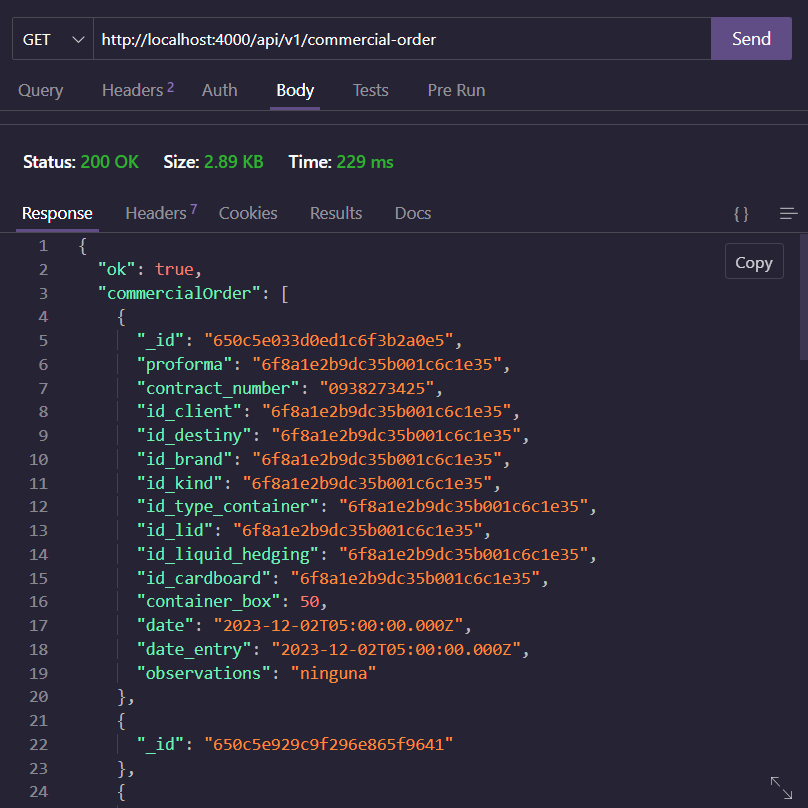 GET http://localhost:4000/api/v1/commercial-order Send
Query Headers 2 Auth Body Tests Pre Run
Status: 200 OK Size: 2.89 KB Time: 229 ms
Response Headers 7 Cookies Results Docs {}
Copy
1 {
2 "ok": true,
3 "commercialOrder": [
4 {
5 "_id": "650c5e033d0ed1c6f3b2a0e5",
6 "proforma": "6f8a1e2b9dc35b001c6c1e35",
7 "contract_number": "0938273425",
8 "id_client": "6f8a1e2b9dc35b001c6c1e35",
9 "id_destiny": "6f8a1e2b9dc35b001c6c1e35",
10 "id_brand": "6f8a1e2b9dc35b001c6c1e35",
11 "id_kind": "6f8a1e2b9dc35b001c6c1e35",
12 "id_type_container": "6f8a1e2b9dc35b001c6c1e35",
13 "id_lid": "6f8a1e2b9dc35b001c6c1e35",
14 "id_liquid_hedging": "6f8a1e2b9dc35b001c6c1e35",
15 "id_cardboard": "6f8a1e2b9dc35b001c6c1e35",
16 "container_box": 50,
17 "date": "2023-12-02T05:00:00.000Z",
18 "date_entry": "2023-12-02T05:00:00.000Z",
19 "observations": "ninguna"
20 },
21 {
22 "_id": "650c5e929c9f296e865f9641"
23 },
24 {